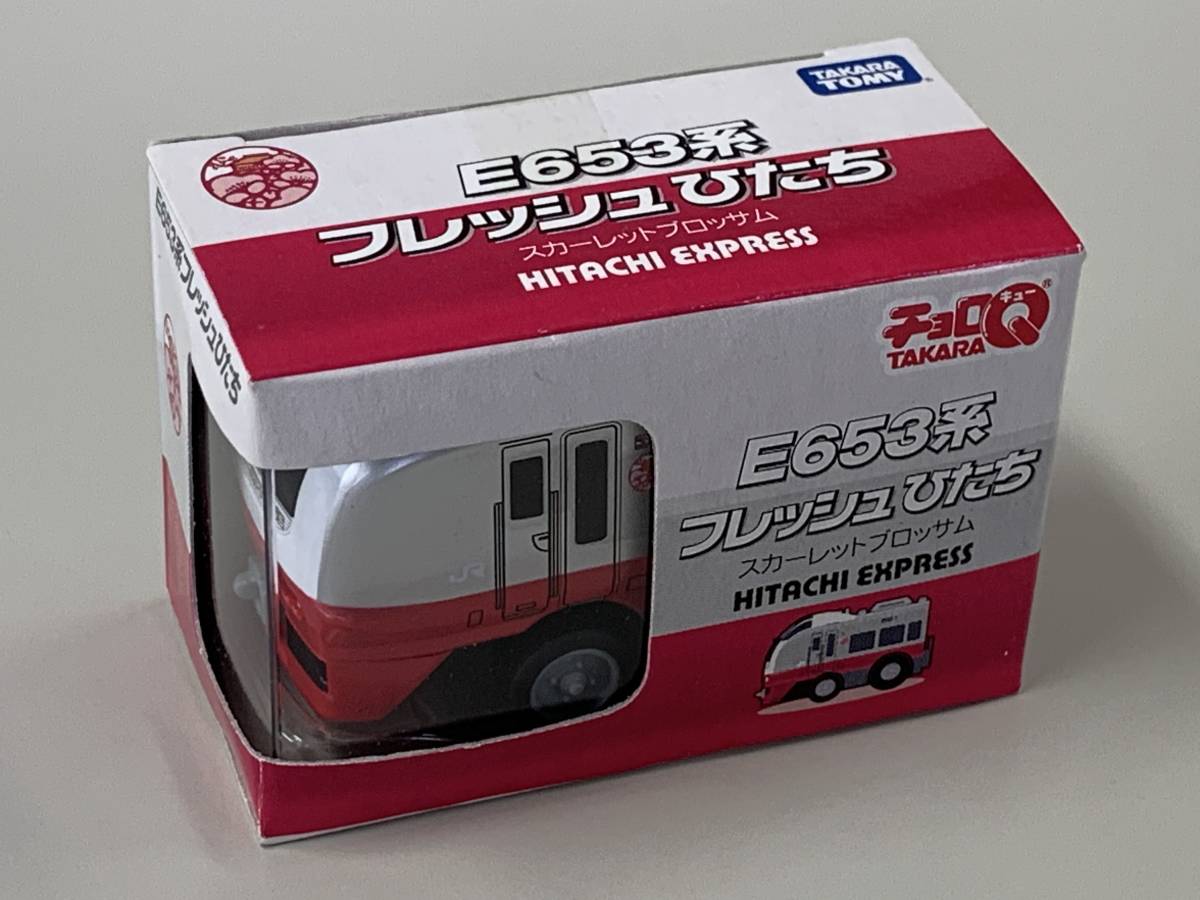 TAKARA
TOMY
E653系
フレッシュひたち
スカーレットブロッサム
HITACHI EXPRESS
E653系フレッシュひたち
チョロQ
キュー
®
TAKARA
E653系
フレッシュひたち
スカーレットブロッサム
HITACHI EXPRESS
JR